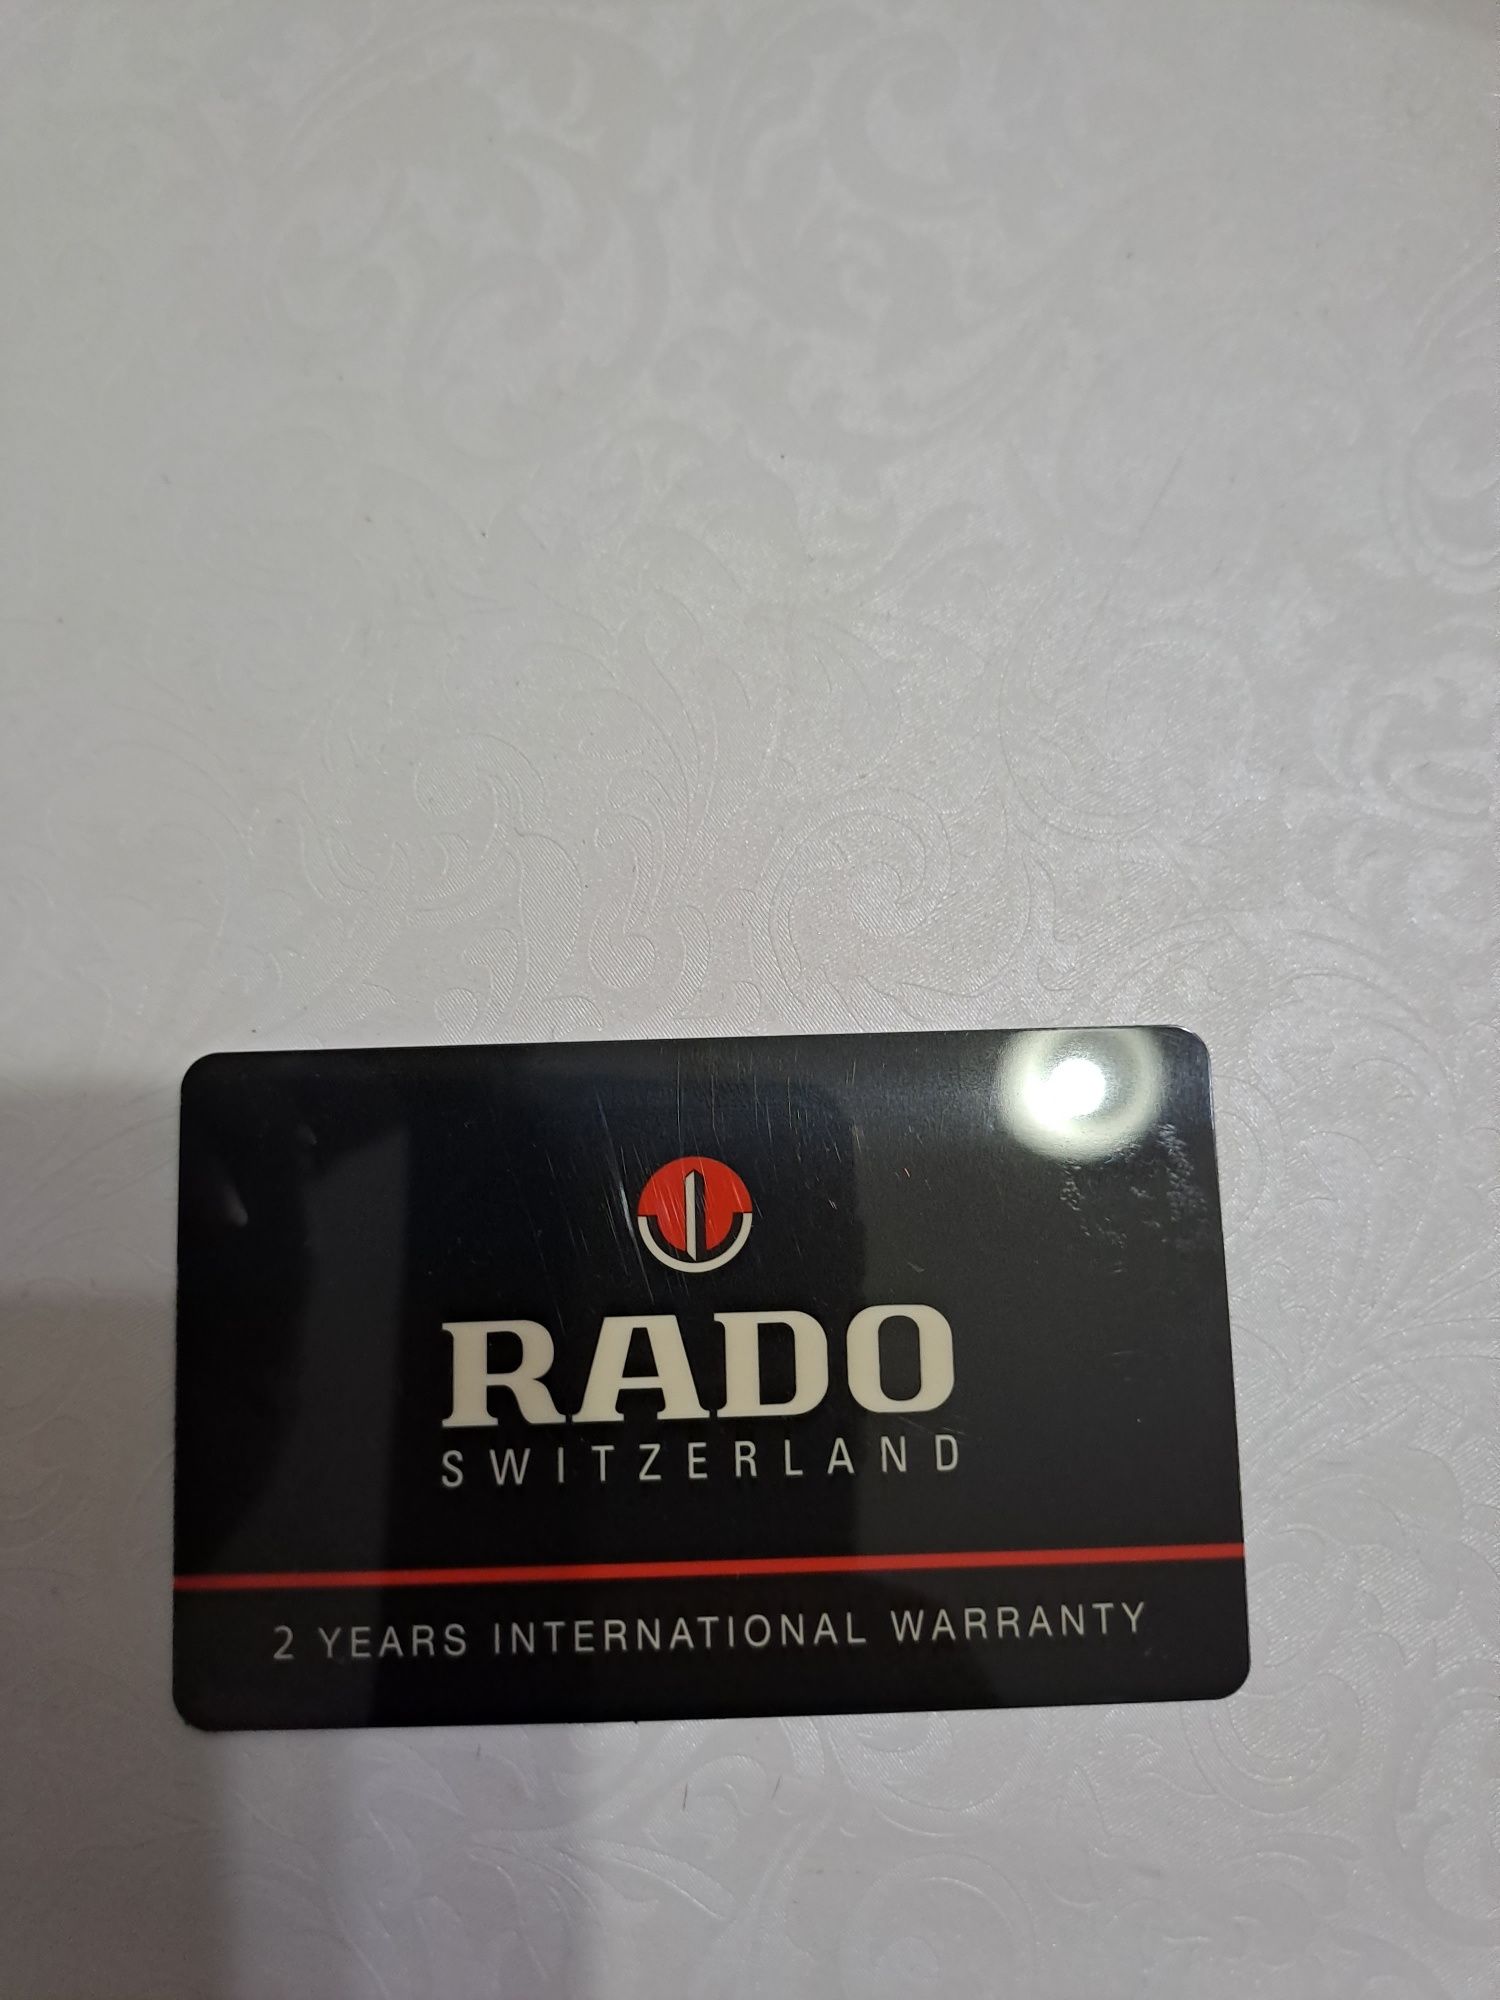 RADO
SWITZERLAND
2 YEARS INTERNATIONAL WARRANTY